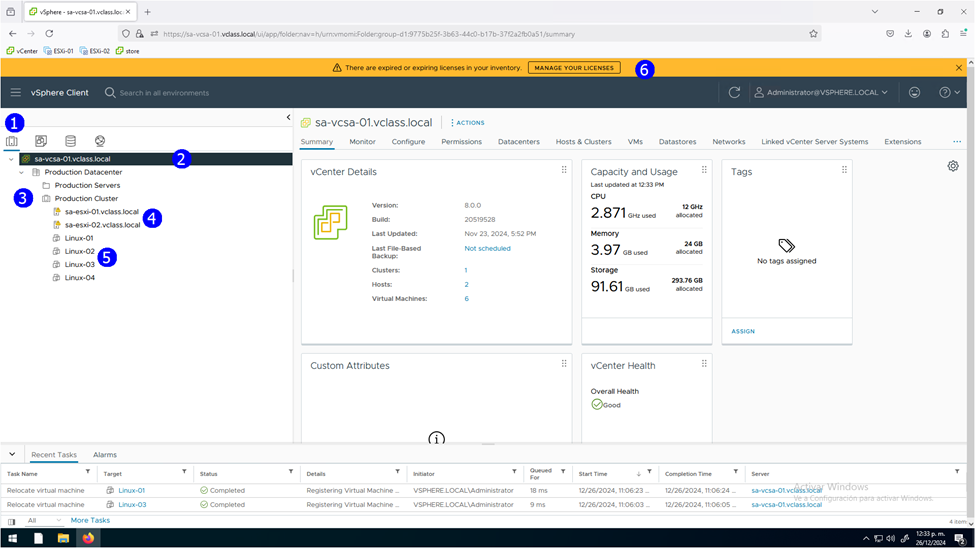 vSphere - sa-vcsa-01.vclass.loc
https://sa-vcsa-01.vclass.local/ui/app/folder;nav=h/urn:vmomi:Folder:group-d1:9775b25f-3b63-44c0-b17b-37f2a2fb0a51/summary
vCenter ESXi-01 ESXi-02 store
There are expired or expiring licenses in your inventory. MANAGE YOUR LICENSES 6
vSphere Client Search in all environments Administrator@VSPHERE.LOCAL
1
sa-vcsa-01.vclass.local ACTIONS
Summary Monitor Configure Permissions Datacenters Hosts & Clusters VMs Datastores Networks Linked vCenter Server Systems Extensions
sa-vcsa-01.vclass.local 2
Production Datacenter
Production Servers
3 Production Cluster
sa-esxi-01.vclass.local
4
sa-esxi-02.vclass.local
Linux-01
Linux-02
5
Linux-03
Linux-04
vCenter Details
Version: 8.0.0
Build: 20519528
Last Updated: Nov 23, 2024, 5:52 PM
Last File-Based Not scheduled
Backup:
Clusters: 1
Hosts: 2
Virtual Machines: 6
Capacity and Usage
Last updated at 12:33 PM
CPU
12 GHz
2.871 GHz used allocated
Memory
24 GB
3.97 GB used allocated
Storage
293.76 GB
91.61 GB used allocated
Tags
No tags assigned
ASSIGN
Custom Attributes
vCenter Health
Overall Health
Good
Recent Tasks Alarms
Task Name Target Status Details Initiator Queued For Start Time Completion Time Server
Relocate virtual machine Linux-01 Completed Registering Virtual Machine ... VSPHERE.LOCAL\Administrator 18 ms 12/26/2024, 11:06:23 ... 12/26/2024, 11:06:24 ... sa-vcsa-01.vclass.local
Relocate virtual machine Linux-03 Completed Registering Virtual Machine ... VSPHERE.LOCAL\Administrator 9 ms 12/26/2024, 11:06:03 ... 12/26/2024, 11:06:05 ... sa-vcsa-01.vclass.local
Activar Windows
Ve a Configuración para activar Windows.
All More Tasks 4 item
12:33 p. m.
26/12/2024 2